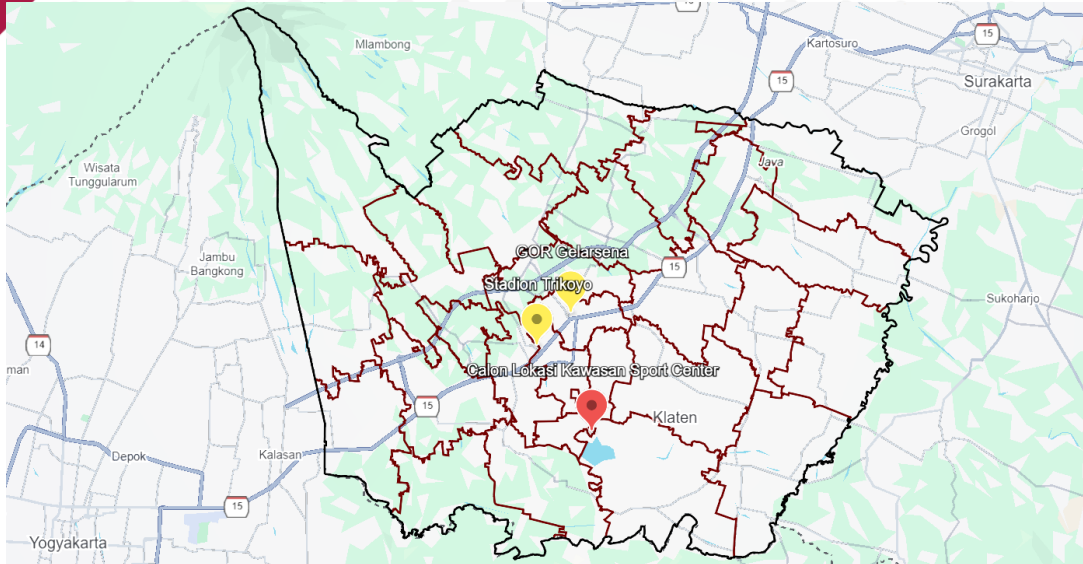 15
15
Mlambong
Kartosuro
15
Surakarta
Grogol
Wisata
Tunggularum
Java
Jambu
Bangkong
GOR Gelarsena
15
Stadion Trikoyo
Sukoharjo
14
man
Calon Lokasi Kawasan Sport Center
15
Klaten
Depok
Kalasan
15
Yogyakarta